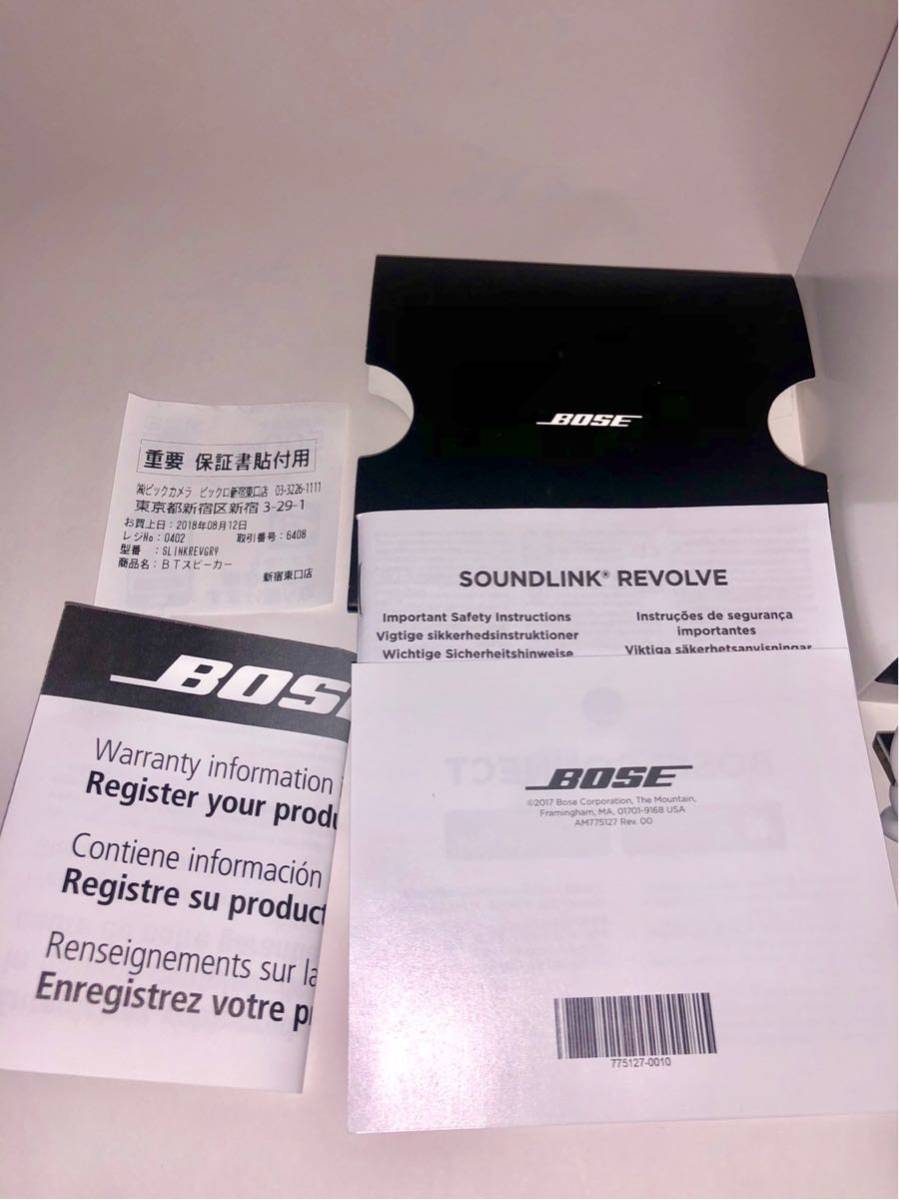 BOSE
重要 保証書貼付用
㈱ビックカメラ ビックロ新宿東口店 03-3226-1111
東京都新宿区新宿 3-29-1
お買上日：2018年08月12日
レジNo：0402 取引番号：6408
型番 ：SLINKREVGRY
商品名：BTスピーカー
新宿東口店
SOUNDLINK® REVOLVE
Important Safety Instructions
Vigtige sikkerhedsinstruktioner
Wichtige Sicherheitshinweise
Instruções de segurança
importantes
Viktiga säkerhetsanvisningar
BOSE
Warranty information
Register your produ
Contiene información
Registre su product
Renseignements sur la
Enregistrez votre p
BOSE
©2017 Bose Corporation, The Mountain,
Framingham, MA, 01701-9168 USA
AM775127 Rev. 00
775127-0010